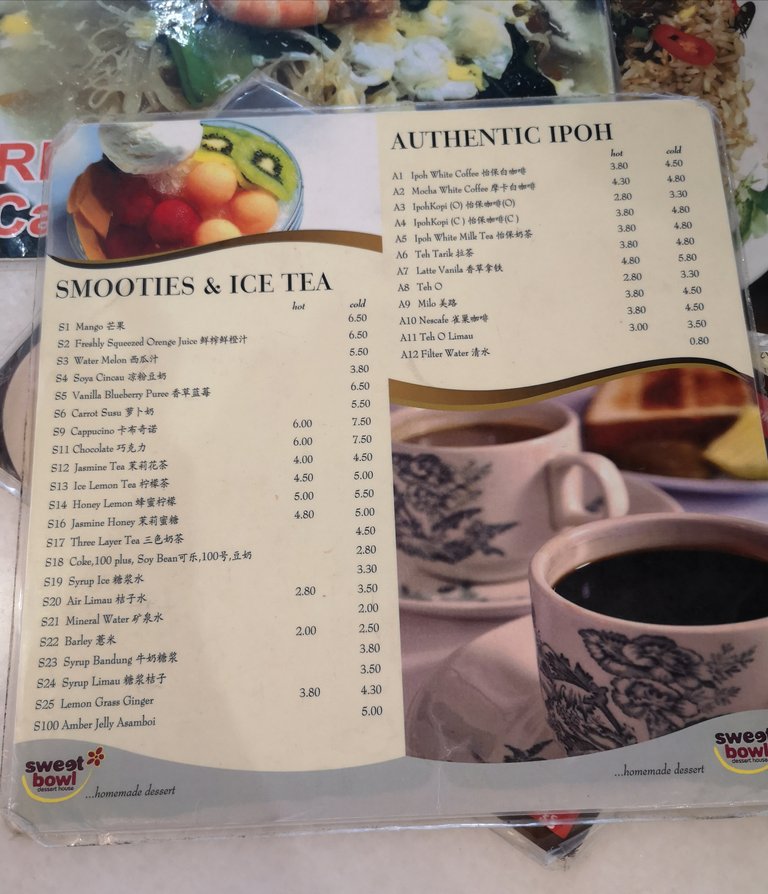 RI
Ca
SMOOTIES & ICE TEA
hot cold
S1 Mango 芒果 6.50
S2 Freshly Squeezed Orenge Juice 鲜榨鲜橙汁 6.50
S3 Water Melon 西瓜汁 5.50
S4 Soya Cincau 凉粉豆奶 3.80
S5 Vanilla Blueberry Puree 香草蓝莓 6.50
S6 Carrot Susu 萝卜奶 5.50
S9 Cappucino 卡布奇诺 6.00 7.50
S11 Chocolate 巧克力 6.00 7.50
S12 Jasmine Tea 茉莉花茶 4.00 4.50
S13 Ice Lemon Tea 柠檬茶 4.50 5.00
S14 Honey Lemon 蜂蜜柠檬 5.00 5.50
S16 Jasmine Honey 茉莉蜜糖 4.80 5.00
S17 Three Layer Tea 三色奶茶 4.50
S18 Coke,100 plus, Soy Bean可乐,100号,豆奶 2.80
S19 Syrup Ice 糖浆水 3.30
S20 Air Limau 桔子水 2.80 3.50
S21 Mineral Water 矿泉水 2.00
S22 Barley 薏米 2.00 2.50
S23 Syrup Bandung 牛奶糖浆 3.80
S24 Syrup Limau 糖浆桔子 3.50
S25 Lemon Grass Ginger 3.80 4.30
S100 Amber Jelly Asamboi 5.00
sweet
bowl
dessert house
...homemade dessert
AUTHENTIC IPOH
hot cold
A1 Ipoh White Coffee 怡保白咖啡 3.80 4.50
A2 Mocha White Coffee 摩卡白咖啡 4.30 4.80
A3 IpohKopi (O) 怡保咖啡(O) 2.80 3.30
A4 IpohKopi (C ) 怡保咖啡(C ) 3.80 4.80
A5 Ipoh White Milk Tea 怡保奶茶 3.80 4.80
A6 Teh Tarik 拉茶 3.80 4.80
A7 Latte Vanila 香草拿铁 4.80 5.80
A8 Teh O 2.80 3.30
A9 Milo 美路 3.80 4.50
A10 Nescafe 雀巢咖啡 3.80 4.50
A11 Teh O Limau 3.00 3.50
A12 Filter Water 清水 0.80
...homemade dessert
sweet
bowl
dessert house